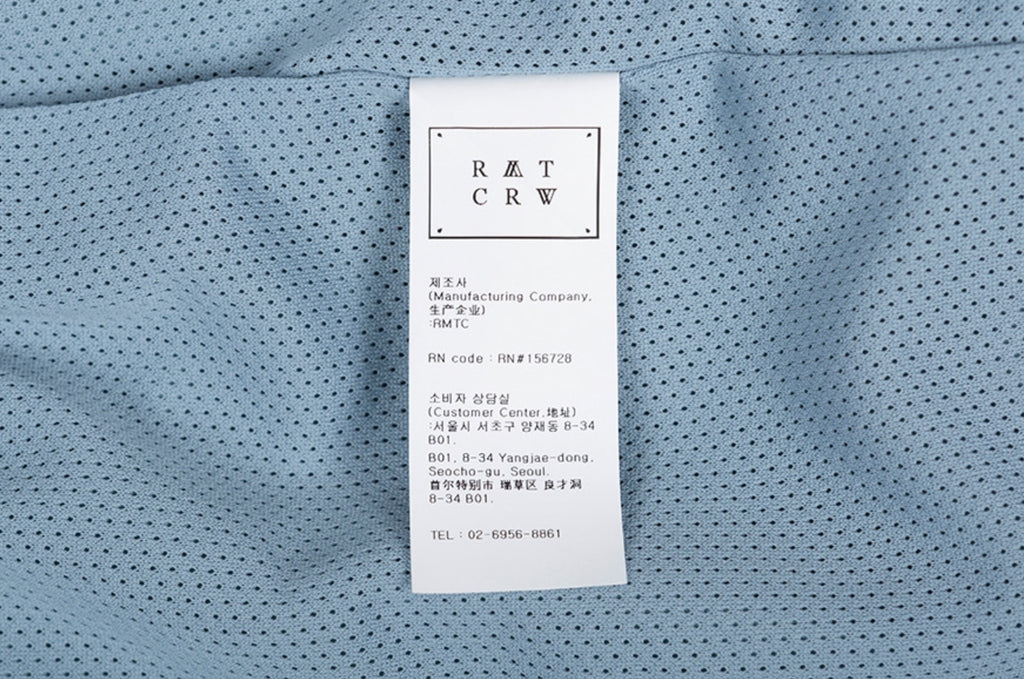 RMT
CRW
제조사
(Manufacturing Company,
生产企业)
:RMTC
RN code : RN#156728
소비자 상담실
(Customer Center,地址)
:서울시 서초구 양재동 8-34
B01.
B01, 8-34 Yangjae-dong,
Seocho-gu, Seoul.
首尔特别市 瑞草区 良才洞
8-34 B01.
TEL : 02-6956-8861